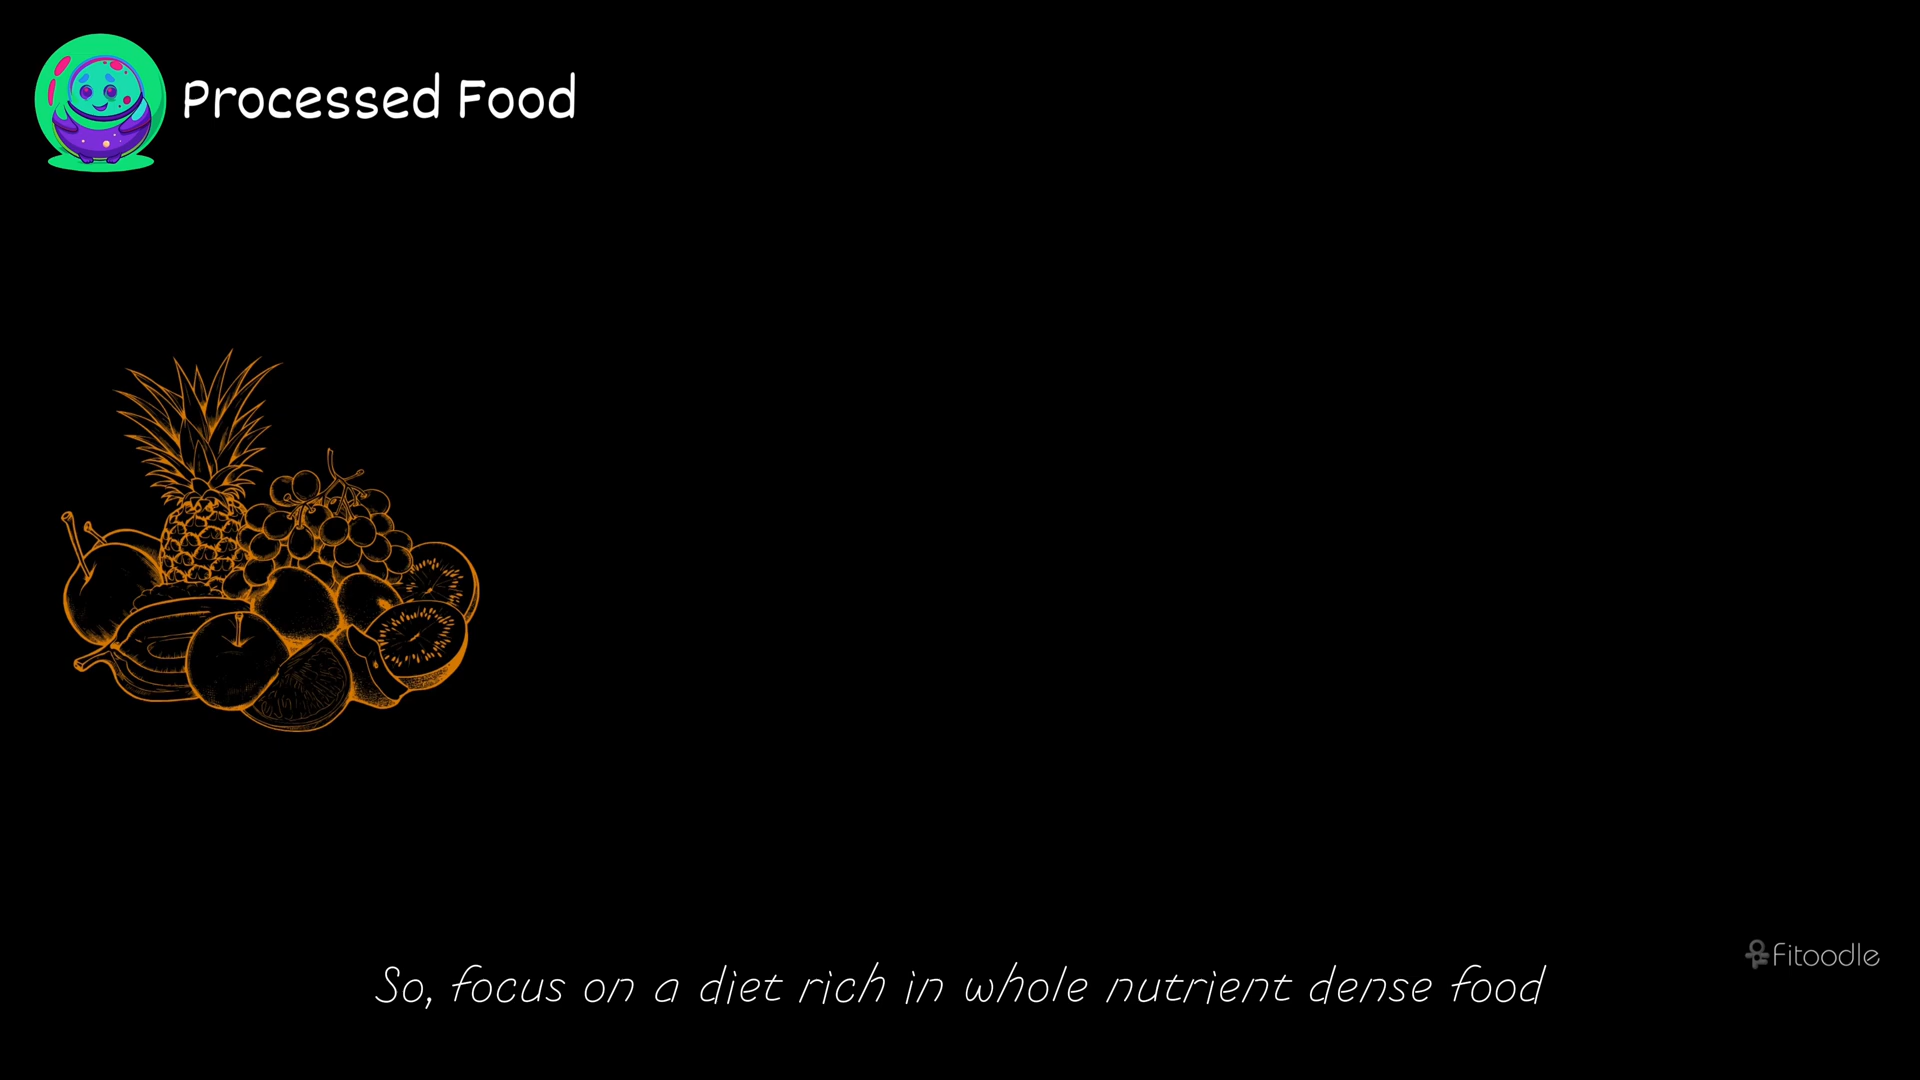 Processed Food
Fitoodle
So, focus on a diet rich in whole nutrient dense food